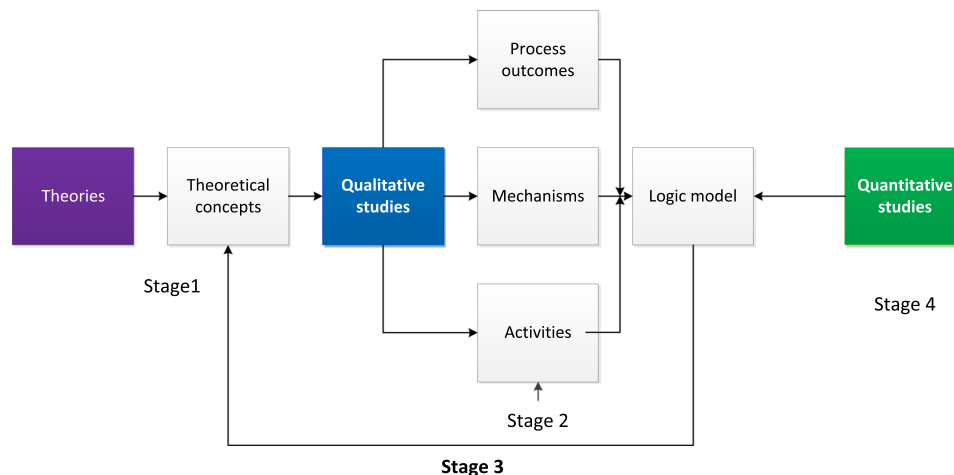 Process
outcomes
Theories
Theoretical
concepts
Qualitative
studies
Mechanisms
Logic model
Quantitative
studies
Stage1
Stage 4
Activities
Stage 2
Stage 3